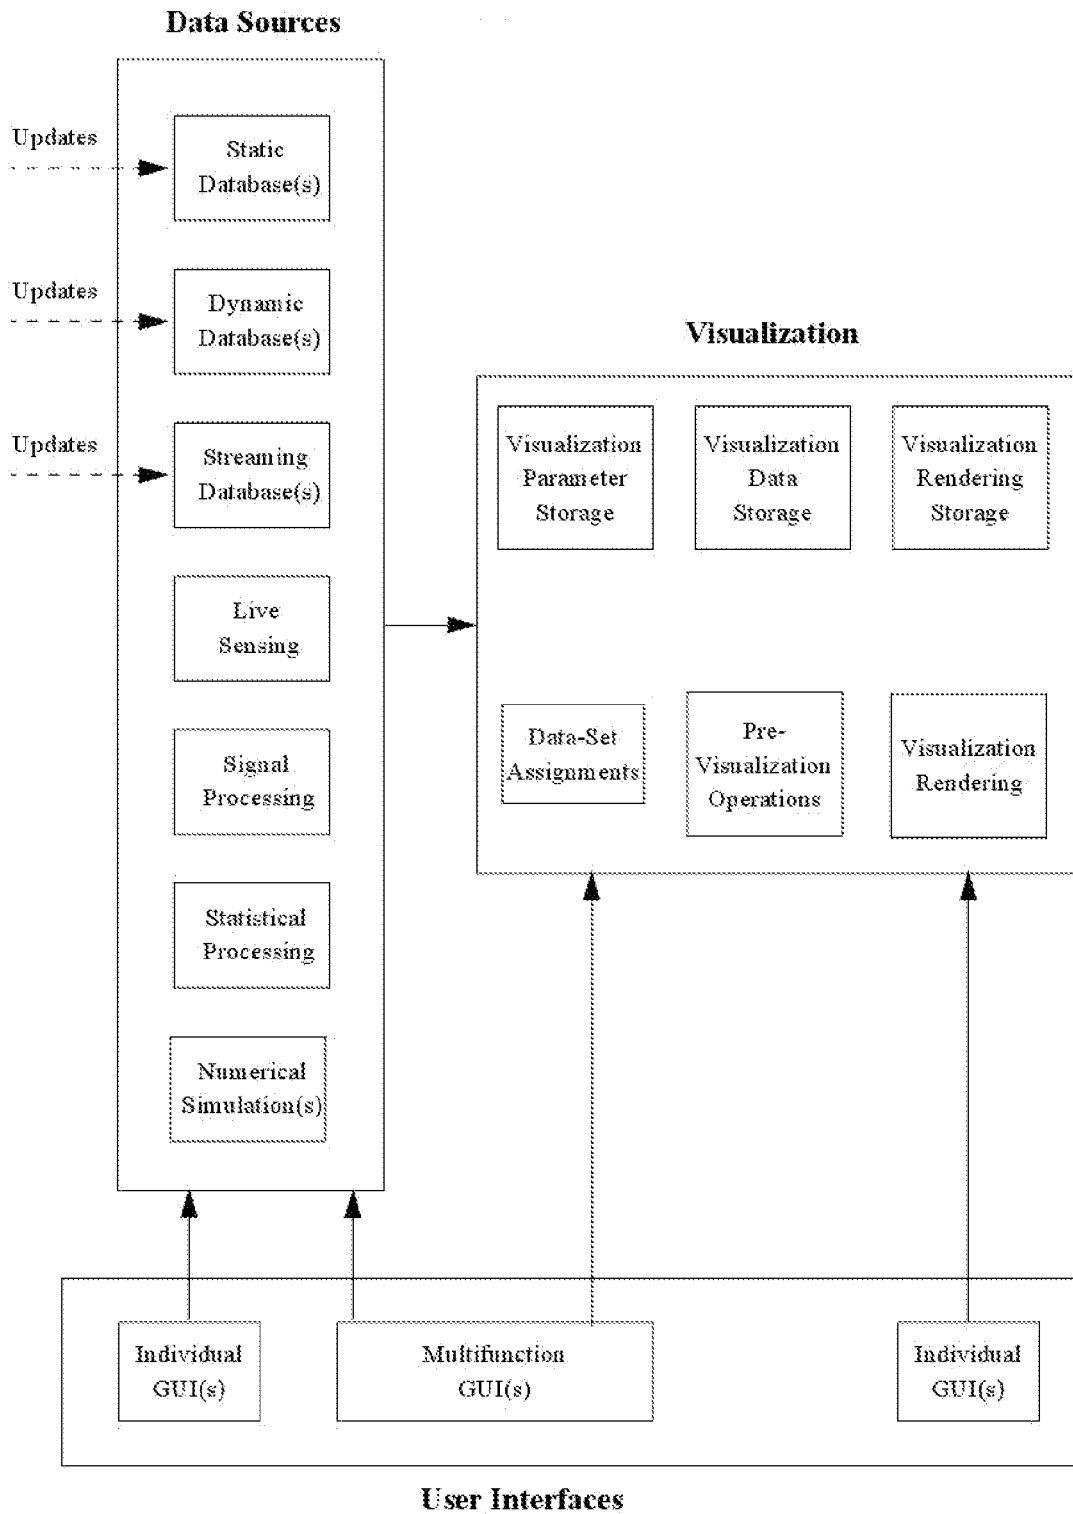 Data Sources
Updates
Static
Database(s)
Updates
Dynamic
Database(s)
Updates
Streaming
Database(s)
Live
Sensing
Signal
Processing
Statistical
Processing
Numerical
Simulation(s)
Visualization
Visualization
Parameter
Storage
Visualization
Data
Storage
Visualization
Rendering
Storage
Data-Set
Assignments
Pre-
Visualization
Operations
Visualization
Rendering
Individual
GUI(s)
Multifunction
GUI(s)
Individual
GUI(s)
User Interfaces